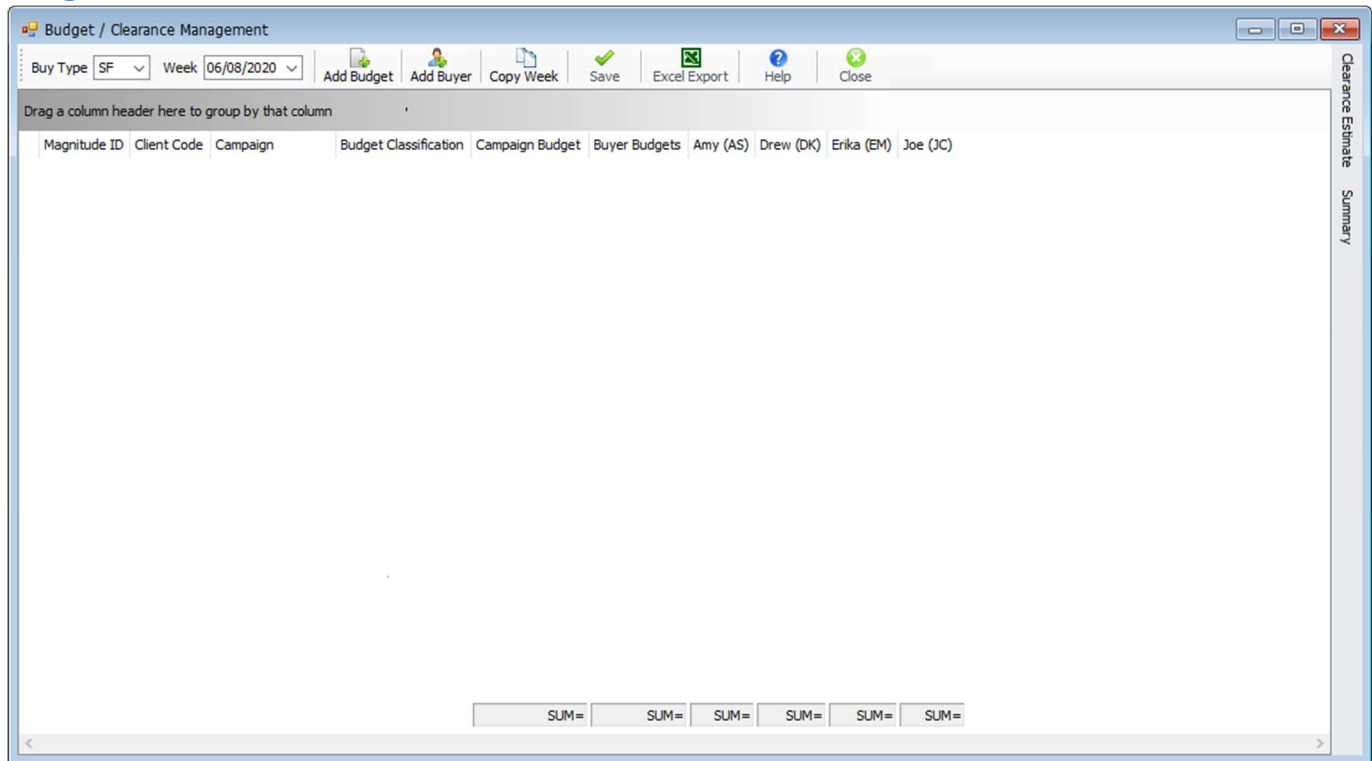 Budget / Clearance Management
Buy Type SF Week 06/08/2020 Add Budget Add Buyer Copy Week Save Excel Export Help Close
Drag a column header here to group by that column
Magnitude ID Client Code Campaign Budget Classification Campaign Budget Buyer Budgets Amy (AS) Drew (DK) Erika (EM) Joe (JC)
SUM= SUM= SUM= SUM= SUM= SUM=
Clearance Estimate
Summary